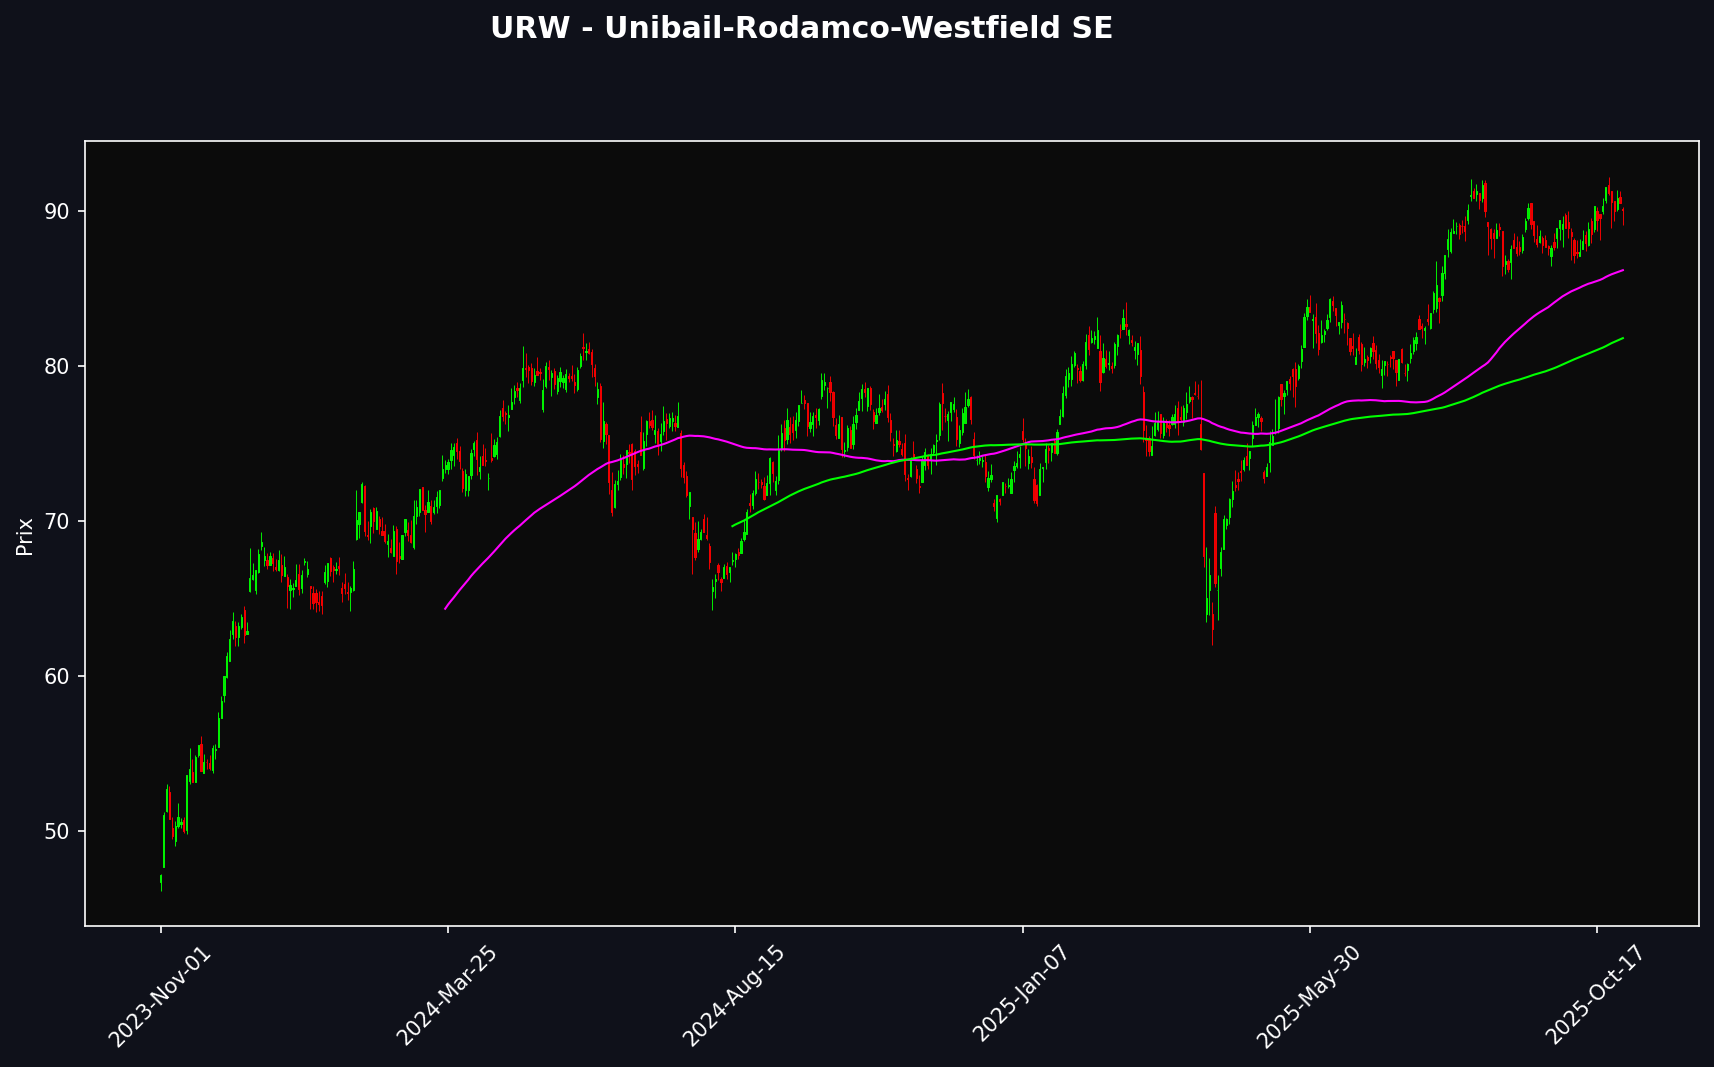 URW - Unibail-Rodamco-Westfield SE
Prix
90
80
70
60
50
2023-Nov-01
2024-Mar-25
2024-Aug-15
2025-Jan-07
2025-May-30
2025-Oct-17